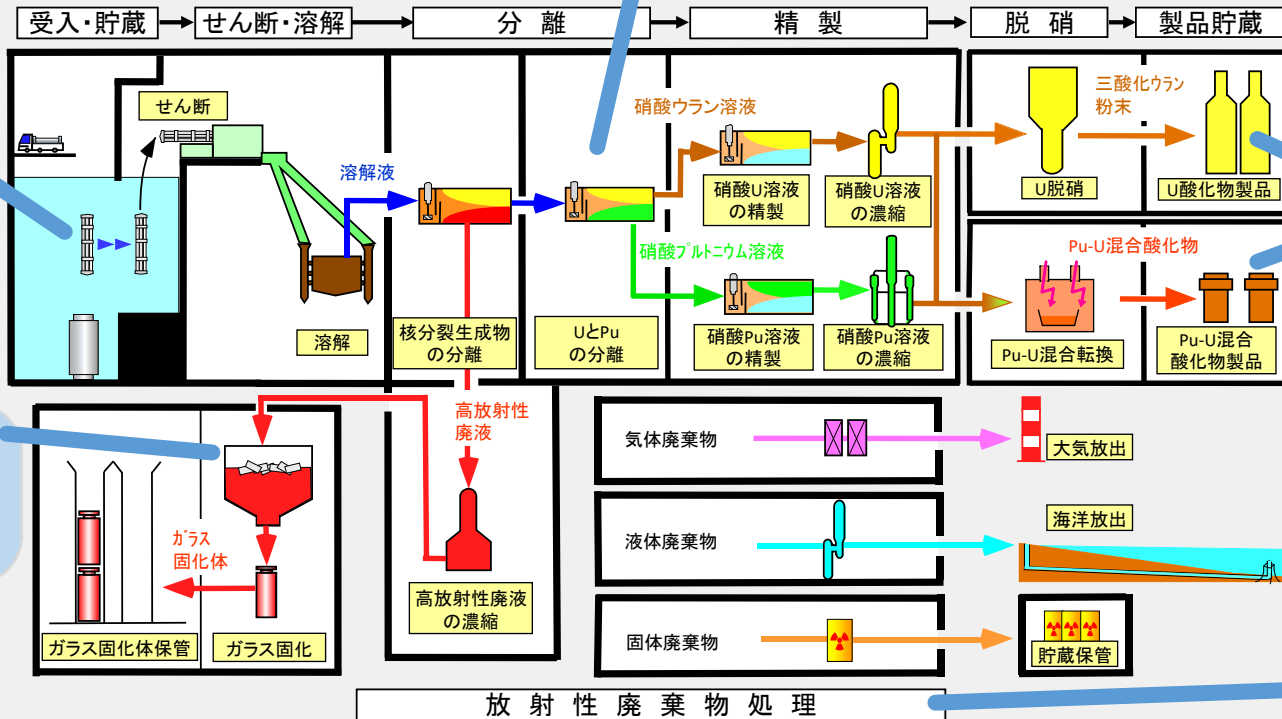 受入・貯蔵
せん断・溶解
分 離
精 製
脱 硝
製品貯蔵
せん断
溶解液
溶解
核分裂生成物
の分離
UとPu
の分離
硝酸ウラン溶液
硝酸U溶液
の精製
硝酸U溶液
の濃縮
硝酸プルトニウム溶液
硝酸Pu溶液
の精製
硝酸Pu溶液
の濃縮
U脱硝
三酸化ウラン
粉末
U酸化物製品
Pu-U混合酸化物
Pu-U混合転換
Pu-U混合
酸化物製品
高放射性
廃液
高放射性廃液
の濃縮
ガラス
固化体
ガラス固化体保管
ガラス固化
気体廃棄物
大気放出
液体廃棄物
海洋放出
固体廃棄物
貯蔵保管
放 射 性 廃 棄 物 処 理